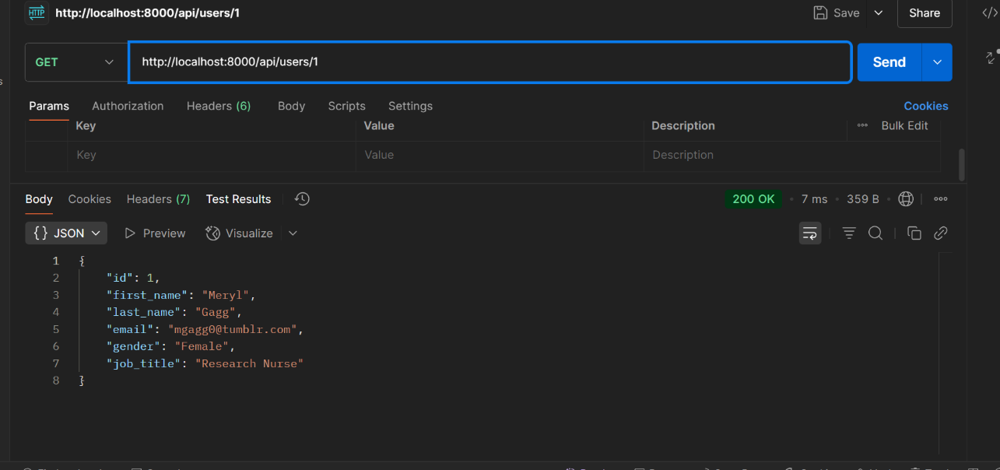 HTTP http://localhost:8000/api/users/1 Save Share
GET http://localhost:8000/api/users/1 Send
Params Authorization Headers (6) Body Scripts Settings Cookies
Key Value Description Bulk Edit
Key Value Description
Body Cookies Headers (7) Test Results 200 OK 7 ms 359 B
{} JSON Preview Visualize
1 {
2 "id": 1,
3 "first_name": "Meryl",
4 "last_name": "Gagg",
5 "email": "mgagg0@tumblr.com",
6 "gender": "Female",
7 "job_title": "Research Nurse"
8 }